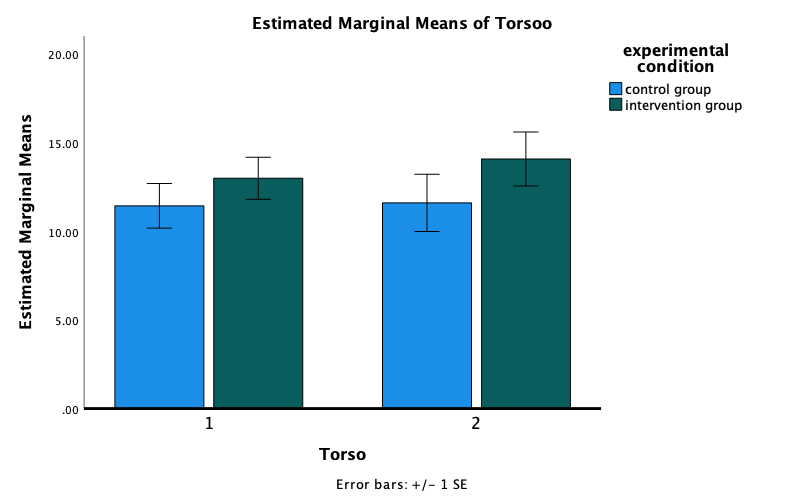 Estimated Marginal Means of Torsoo
experimental
condition
control group
intervention group
Estimated Marginal Means
20.00
15.00
10.00
5.00
.00
1
2
Torso
Error bars: +/- 1 SE